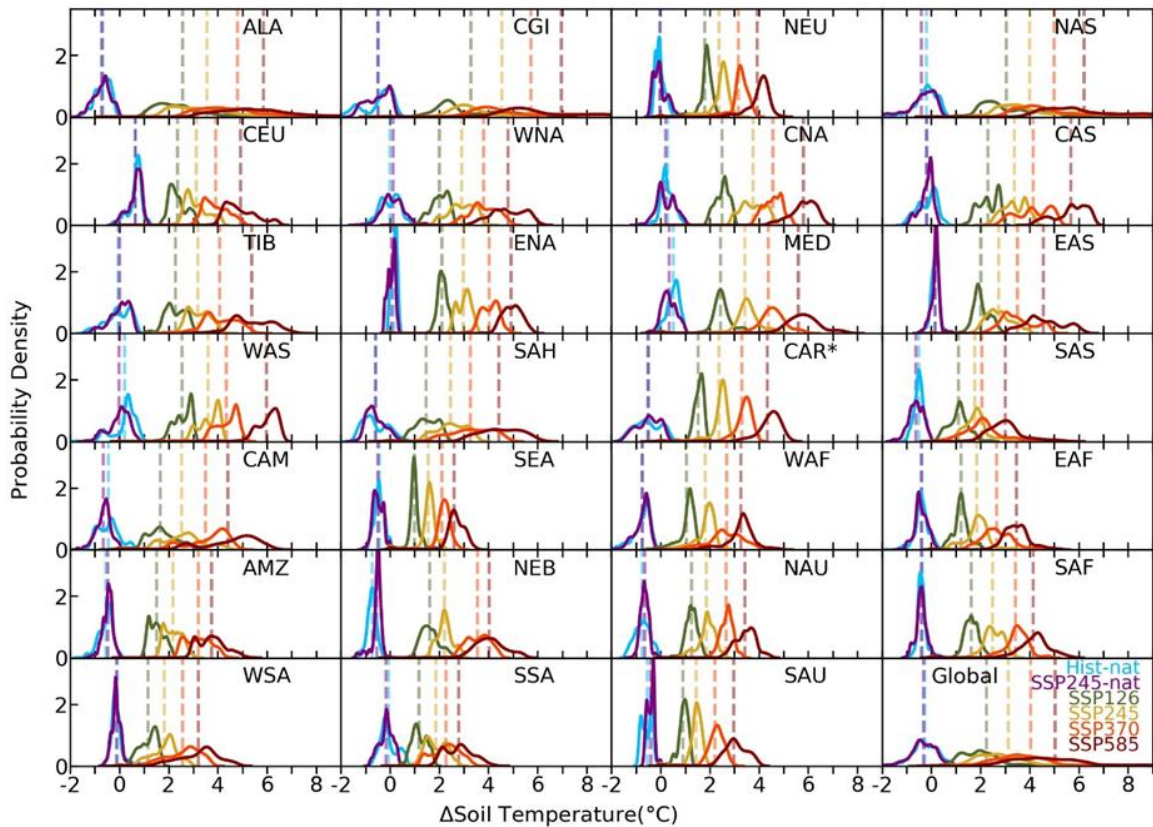 ALA CGI NEU NAS
2
0
CEU WNA CNA CAS
2
0
TIB ENA MED EAS
2
0
WAS SAH CAR* SAS
2
0
CAM SEA WAF EAF
2
0
AMZ NEB NAU SAF
2
0
WSA SSA SAU Global
Hist-nat
SSP245-nat
SSP126
SSP245
SSP370
SSP585
2
0
-2 0 2 4 6 8 -2 0 2 4 6 8 -2 0 2 4 6 8 -2 0 2 4 6 8
Probability Density
ΔSoil Temperature(°C)